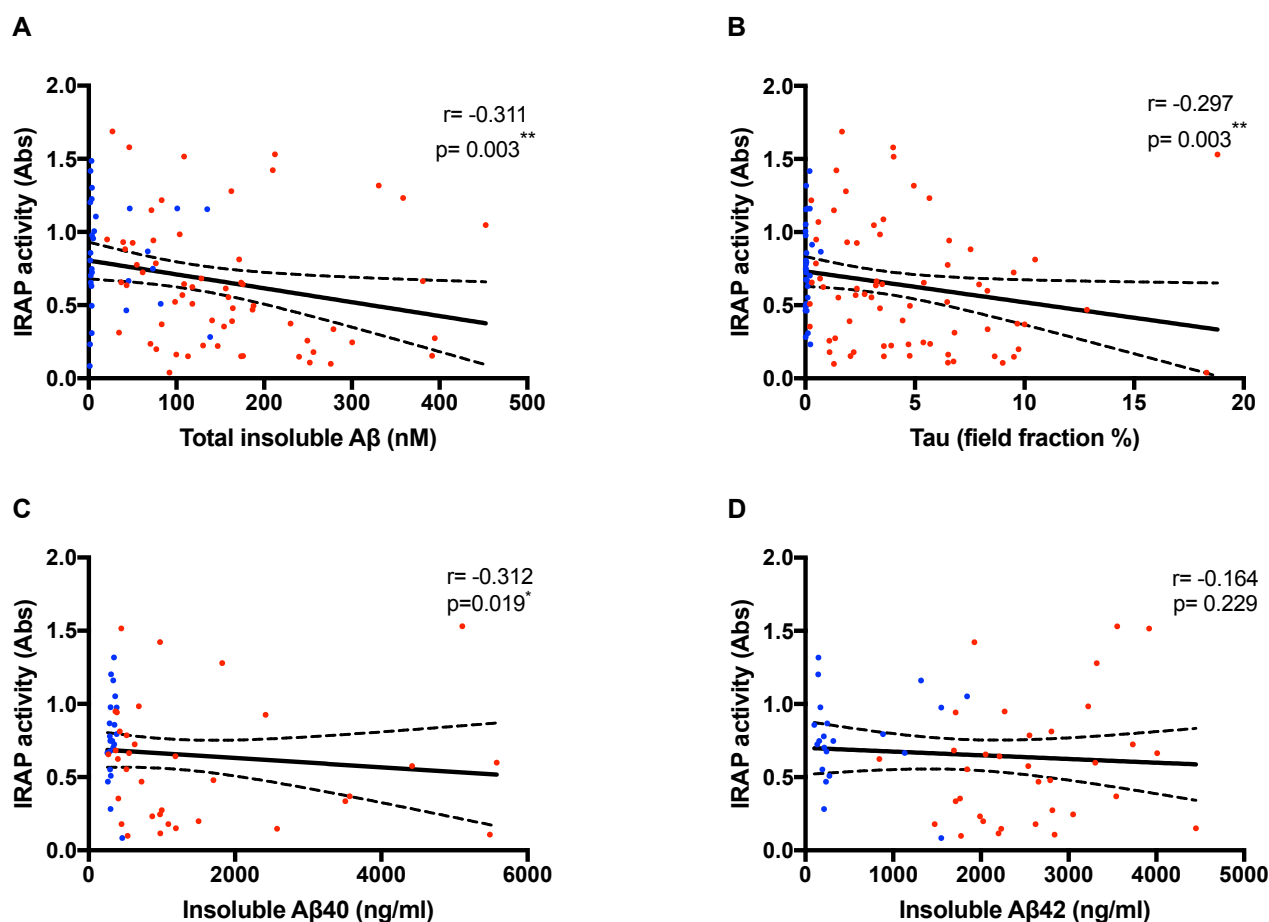 A
B
2.0
1.5
1.0
0.5
0.0
IRAP activity (Abs)
r= -0.311
p= 0.003**
0 100 200 300 400 500
Total insoluble Aβ (nM)
2.0
1.5
1.0
0.5
0.0
IRAP activity (Abs)
r= -0.297
p= 0.003**
0 5 10 15 20
Tau (field fraction %)
C
D
2.0
1.5
1.0
0.5
0.0
IRAP activity (Abs)
r= -0.312
p=0.019*
0 2000 4000 6000
Insoluble Aβ40 (ng/ml)
2.0
1.5
1.0
0.5
0.0
IRAP activity (Abs)
r= -0.164
p= 0.229
0 1000 2000 3000 4000 5000
Insoluble Aβ42 (ng/ml)